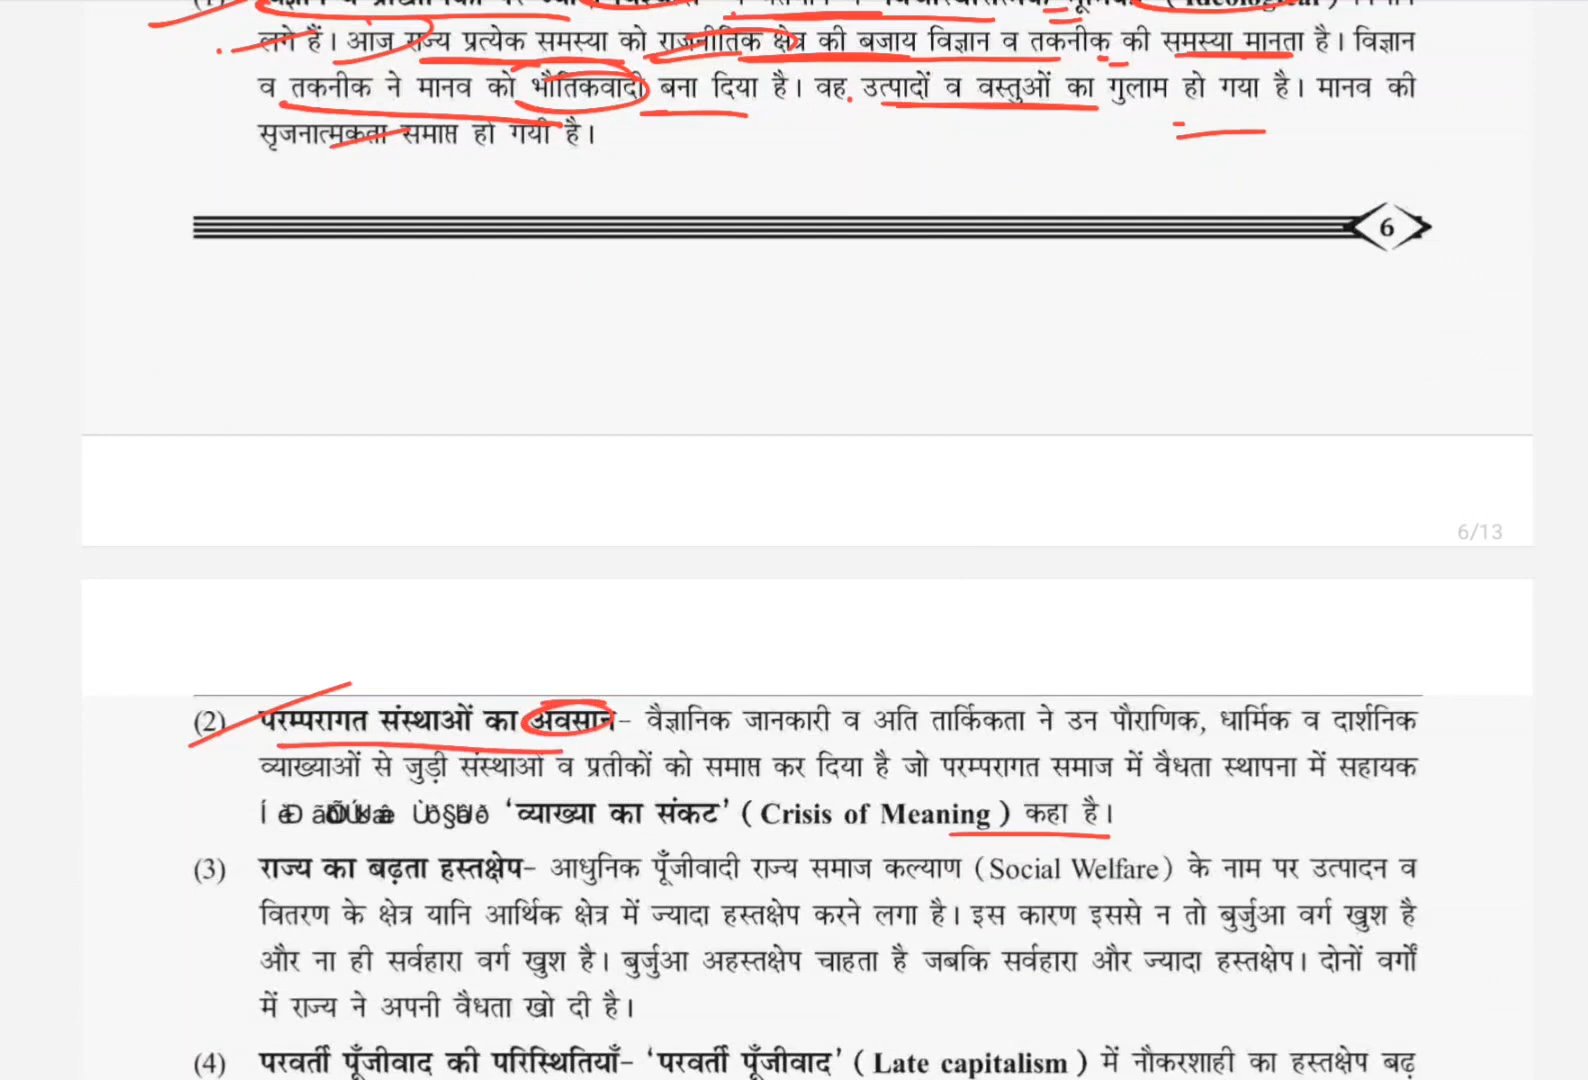 लगे हैं। आज राज्य प्रत्येक समस्या को राजनीतिक क्षेत्र की बजाय विज्ञान व तकनीक की समस्या मानता है। विज्ञान
व तकनीक ने मानव को भौतिकवादी बना दिया है। वह उत्पादों व वस्तुओं का गुलाम हो गया है। मानव की
सृजनात्मकता समाप्त हो गयी है।
6
6/13
(2) परम्परागत संस्थाओं का अवसान- वैज्ञानिक जानकारी व अति तार्किकता ने उन पौराणिक, धार्मिक व दार्शनिक
व्याख्याओं से जुड़ी संस्थाओं व प्रतीकों को समाप्त कर दिया है जो परम्परागत समाज में वैधता स्थापना में सहायक
'व्याख्या का संकट' (Crisis of Meaning) कहा है।
(3) राज्य का बढ़ता हस्तक्षेप- आधुनिक पूँजीवादी राज्य समाज कल्याण (Social Welfare) के नाम पर उत्पादन व
वितरण के क्षेत्र यानि आर्थिक क्षेत्र में ज्यादा हस्तक्षेप करने लगा है। इस कारण इससे न तो बुर्जुआ वर्ग खुश है
और ना ही सर्वहारा वर्ग खुश है। बुर्जुआ अहस्तक्षेप चाहता है जबकि सर्वहारा और ज्यादा हस्तक्षेप। दोनों वर्गों
में राज्य ने अपनी वैधता खो दी है।
(4) परवर्ती पूँजीवाद की परिस्थितियाँ- 'परवर्ती पूँजीवाद' (Late capitalism) में नौकरशाही का हस्तक्षेप बढ़